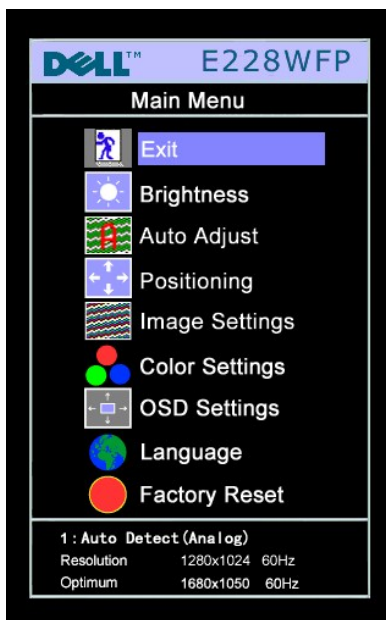 DELL™ E228WFP
Main Menu
Exit
Brightness
Auto Adjust
Positioning
Image Settings
Color Settings
OSD Settings
Language
Factory Reset
1:Auto Detect(Analog)
Resolution 1280x1024 60Hz
Optimum 1680x1050 60Hz